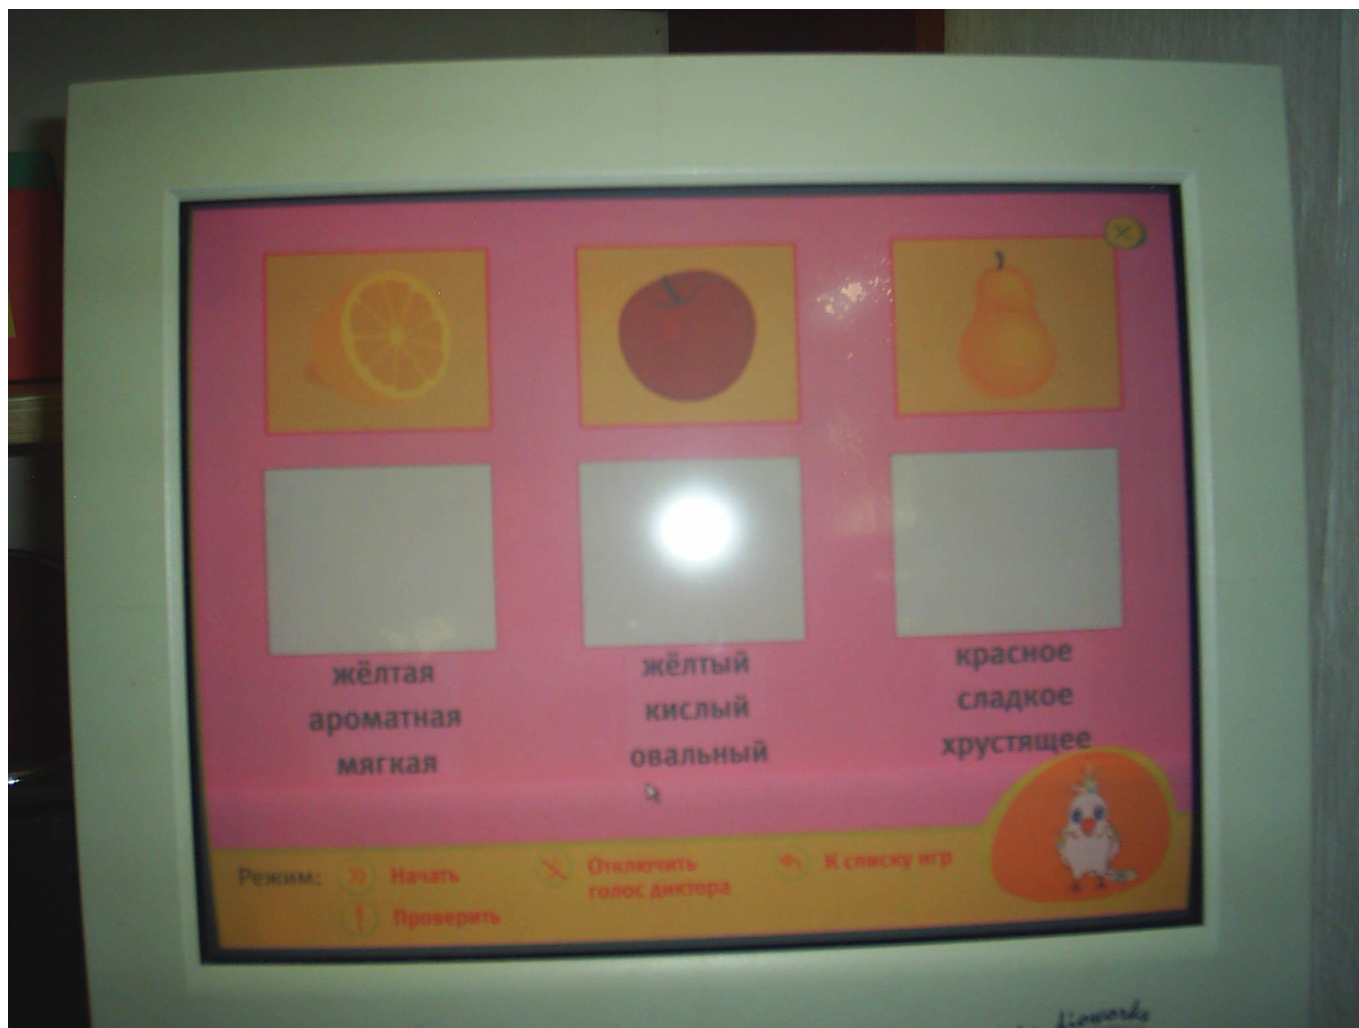 жёлтая
ароматная
мягкая
жёлтый
кислый
овальный
красное
сладкое
хрустящее
Режим:
Начать
Проверить
Отключить
голос диктора
К списку игр